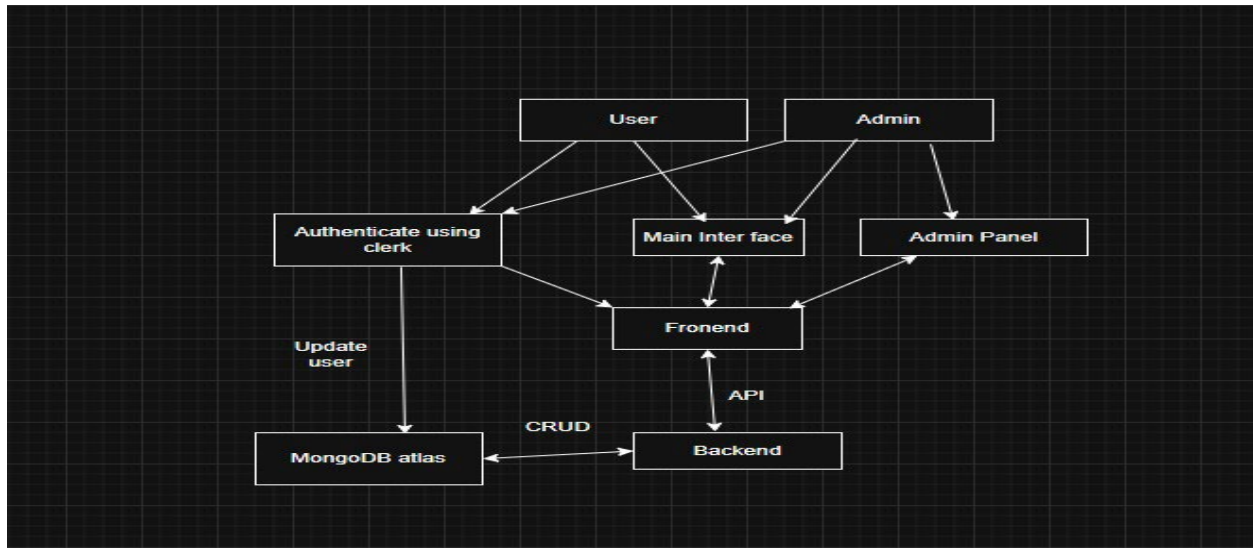 User
Admin
Authenticate using
clerk
Main Inter face
Admin Panel
Fronend
Update
user
API
CRUD
MongoDB atlas
Backend